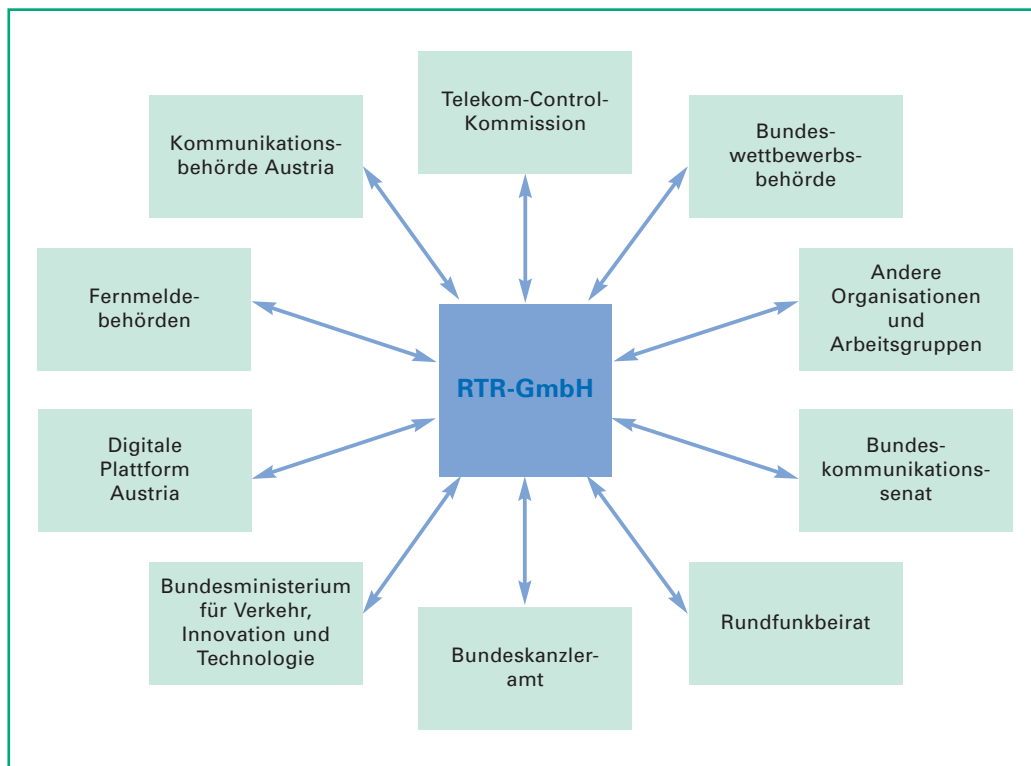 Telekom-Control-
Kommission
Kommunikations-
behörde Austria
Bundes-
wettbewerbs-
behörde
Fernmelde-
behörden
Andere
Organisationen
und
Arbeitsgruppen
RTR-GmbH
Digitale
Plattform
Austria
Bundes-
kommunikations-
senat
Bundesministerium
für Verkehr,
Innovation und
Technologie
Bundeskanzler-
amt
Rundfunkbeirat